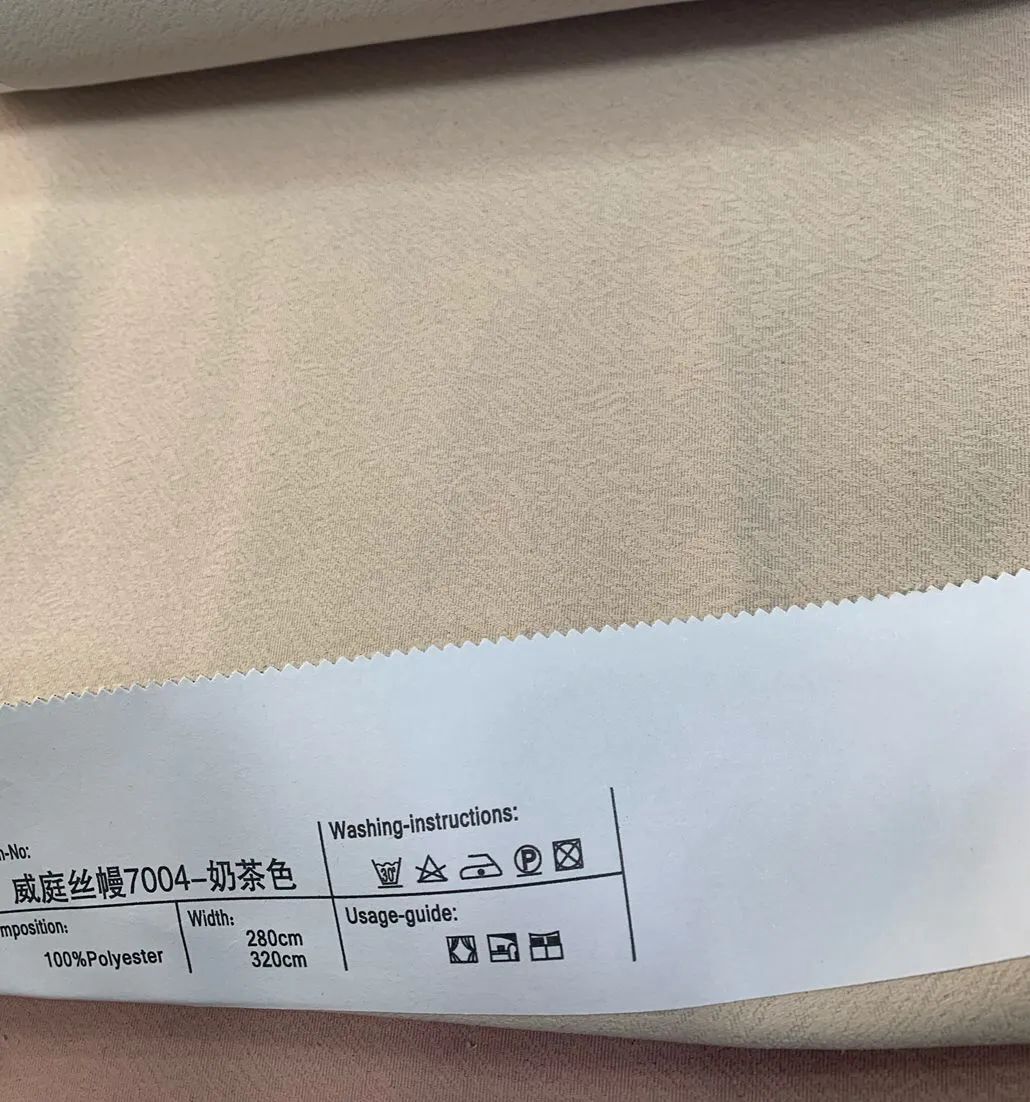 n-No:
威庭丝幔7004-奶茶色
mposition:
100%Polyester
Width:
280cm
320cm
Washing-instructions:
30°
P
Usage-guide: